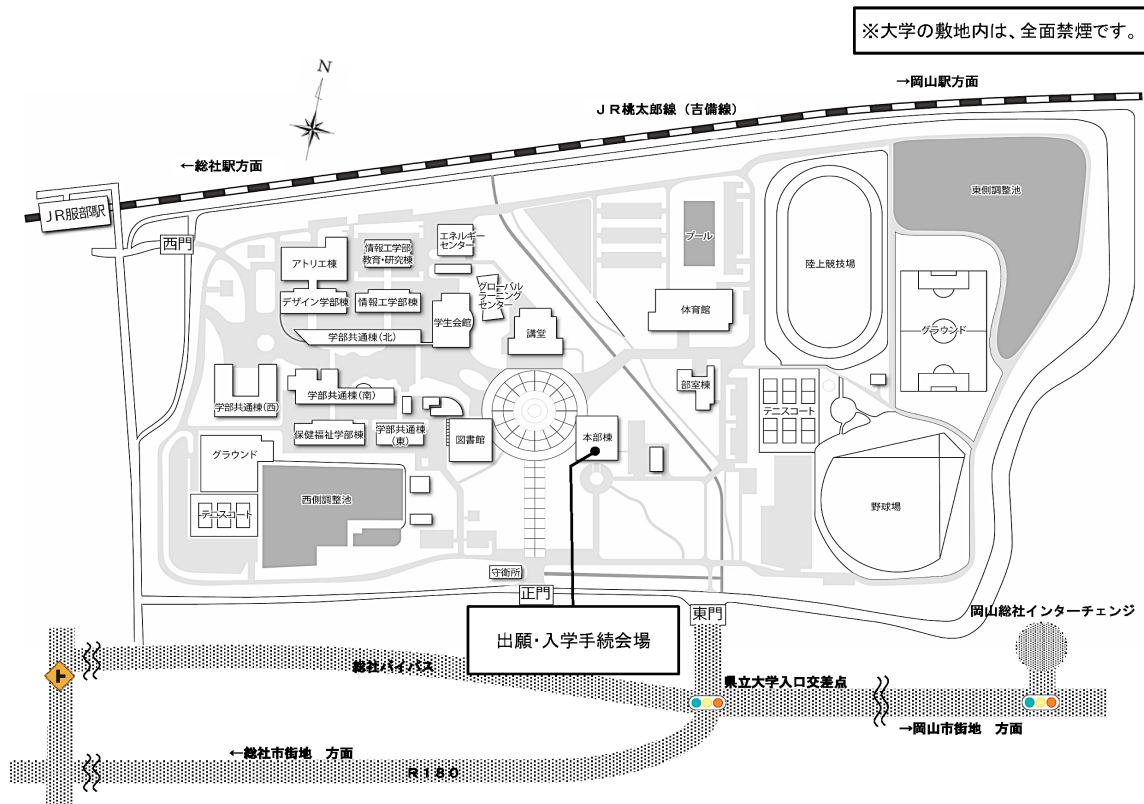 ※大学の敷地内は、全面禁煙です。
N
→岡山駅方面
ＪＲ桃太郎線（吉備線）
←総社駅方面
ＪＲ服部駅
西門
東側調整池
アトリエ棟
情報工学部
教育・研究棟
エネルギー
センター
プール
陸上競技場
デザイン学部棟
情報工学部棟
グローバル
ラーニング
センター
学生会館
学部共通棟(北)
講堂
体育館
グラウンド
学部共通棟(西)
学部共通棟(南)
部室棟
テニスコート
保健福祉学部棟
学部共通棟
(東)
図書館
本部棟
グラウンド
西側調整池
テニスコート
野球場
守衛所
正門
東門
出願・入学手続会場
岡山総社インターチェンジ
総社バイパス
県立大学入口交差点
→岡山市街地　方面
←総社市街地　方面
Ｒ１８０